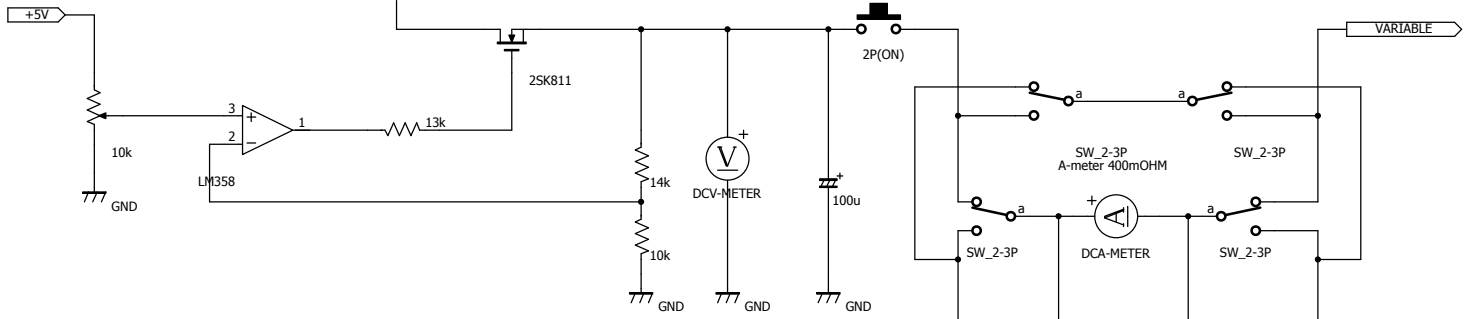 +5V
VARIABLE
2P(ON)
2SK811
a
a
3
+
1
13k
2
−
10k
+
SW_2-3P
SW_2-3P
A-meter 400mOHM
V
LM358
14k
DCV-METER
+
100u
+
a
A
a
GND
10k
SW_2-3P
DCA-METER
SW_2-3P
GND
GND
GND